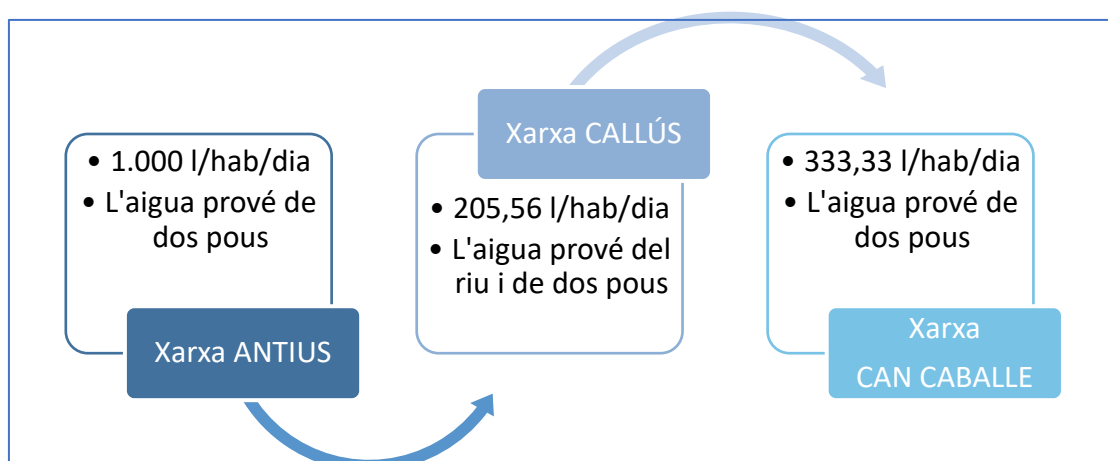 • 1.000 l/hab/dia
• L'aigua prové de
dos pous
Xarxa ANTIUS
Xarxa CALLÚS
• 205,56 l/hab/dia
• L'aigua prové del
riu i de dos pous
• 333,33 l/hab/dia
• L'aigua prové de
dos pous
Xarxa
CAN CABALLE